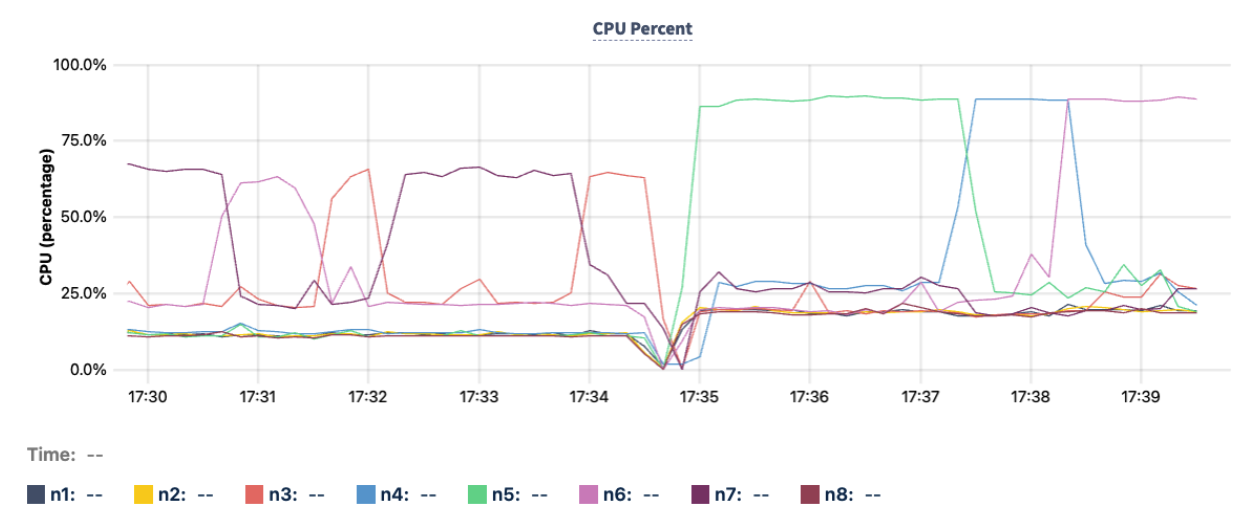 CPU Percent
100.0%
75.0%
50.0%
25.0%
0.0%
CPU (percentage)
17:30 17:31 17:32 17:33 17:34 17:35 17:36 17:37 17:38 17:39
Time: --
n1: -- n2: -- n3: -- n4: -- n5: -- n6: -- n7: -- n8: --